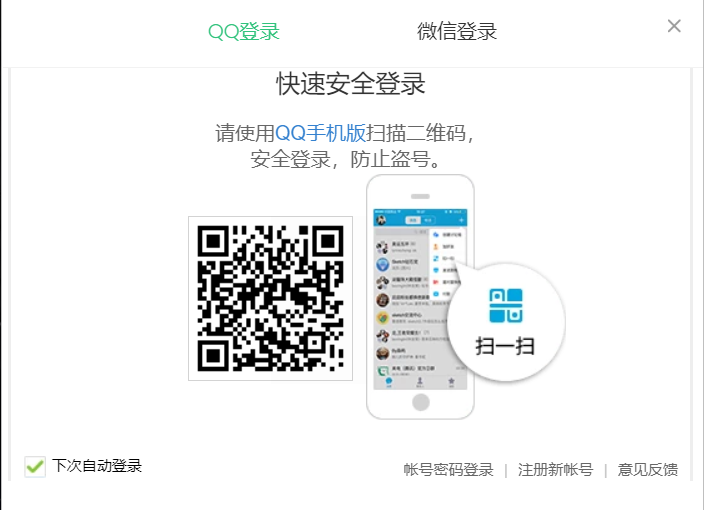 QQ登录
微信登录
快速安全登录
请使用QQ手机版扫描二维码，
安全登录，防止盗号。
扫一扫
下次自动登录
帐号密码登录 | 注册新帐号 | 意见反馈